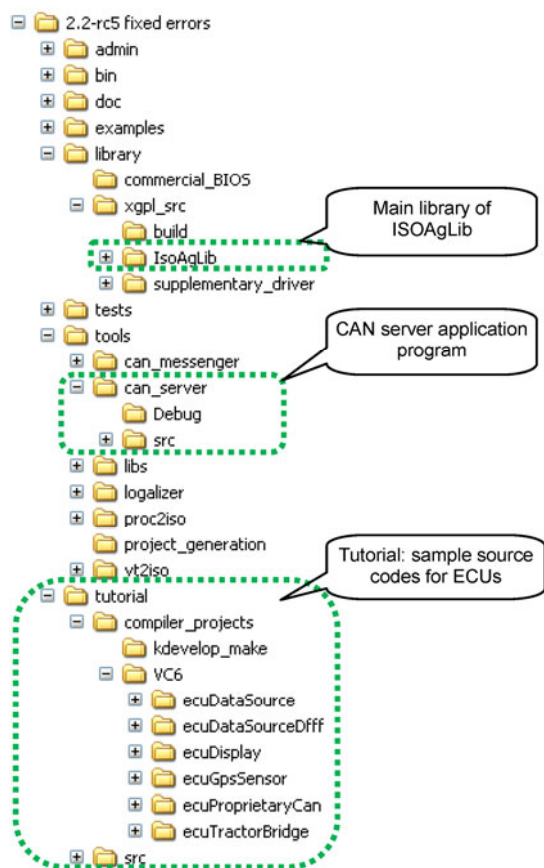 2.2-rc5 fixed errors
admin
bin
doc
examples
library
commercial_BIOS
xgpl_src
build
IsoAgLib
supplementary_driver
tests
tools
can_messenger
can_server
Debug
src
libs
logalizer
proc2iso
project_generation
vt2iso
tutorial
compiler_projects
kdevelop_make
VC6
ecuDataSource
ecuDataSourceDfff
ecuDisplay
ecuGpsSensor
ecuProprietaryCan
ecuTractorBridge
src
Main library of
ISOAgLib
CAN server application
program
Tutorial: sample source
codes for ECUs